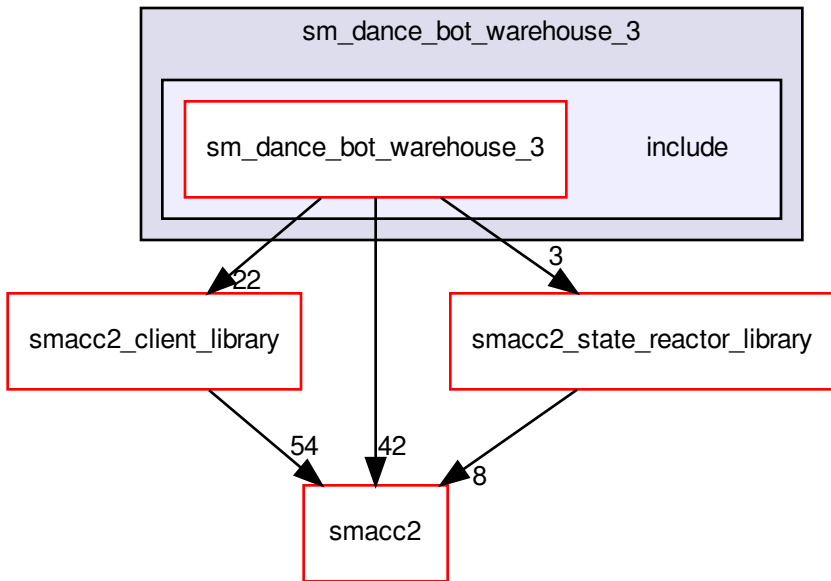 sm_dance_bot_warehouse_3
sm_dance_bot_warehouse_3
include
3
22
smacc2_client_library
smacc2_state_reactor_library
54
42
8
smacc2